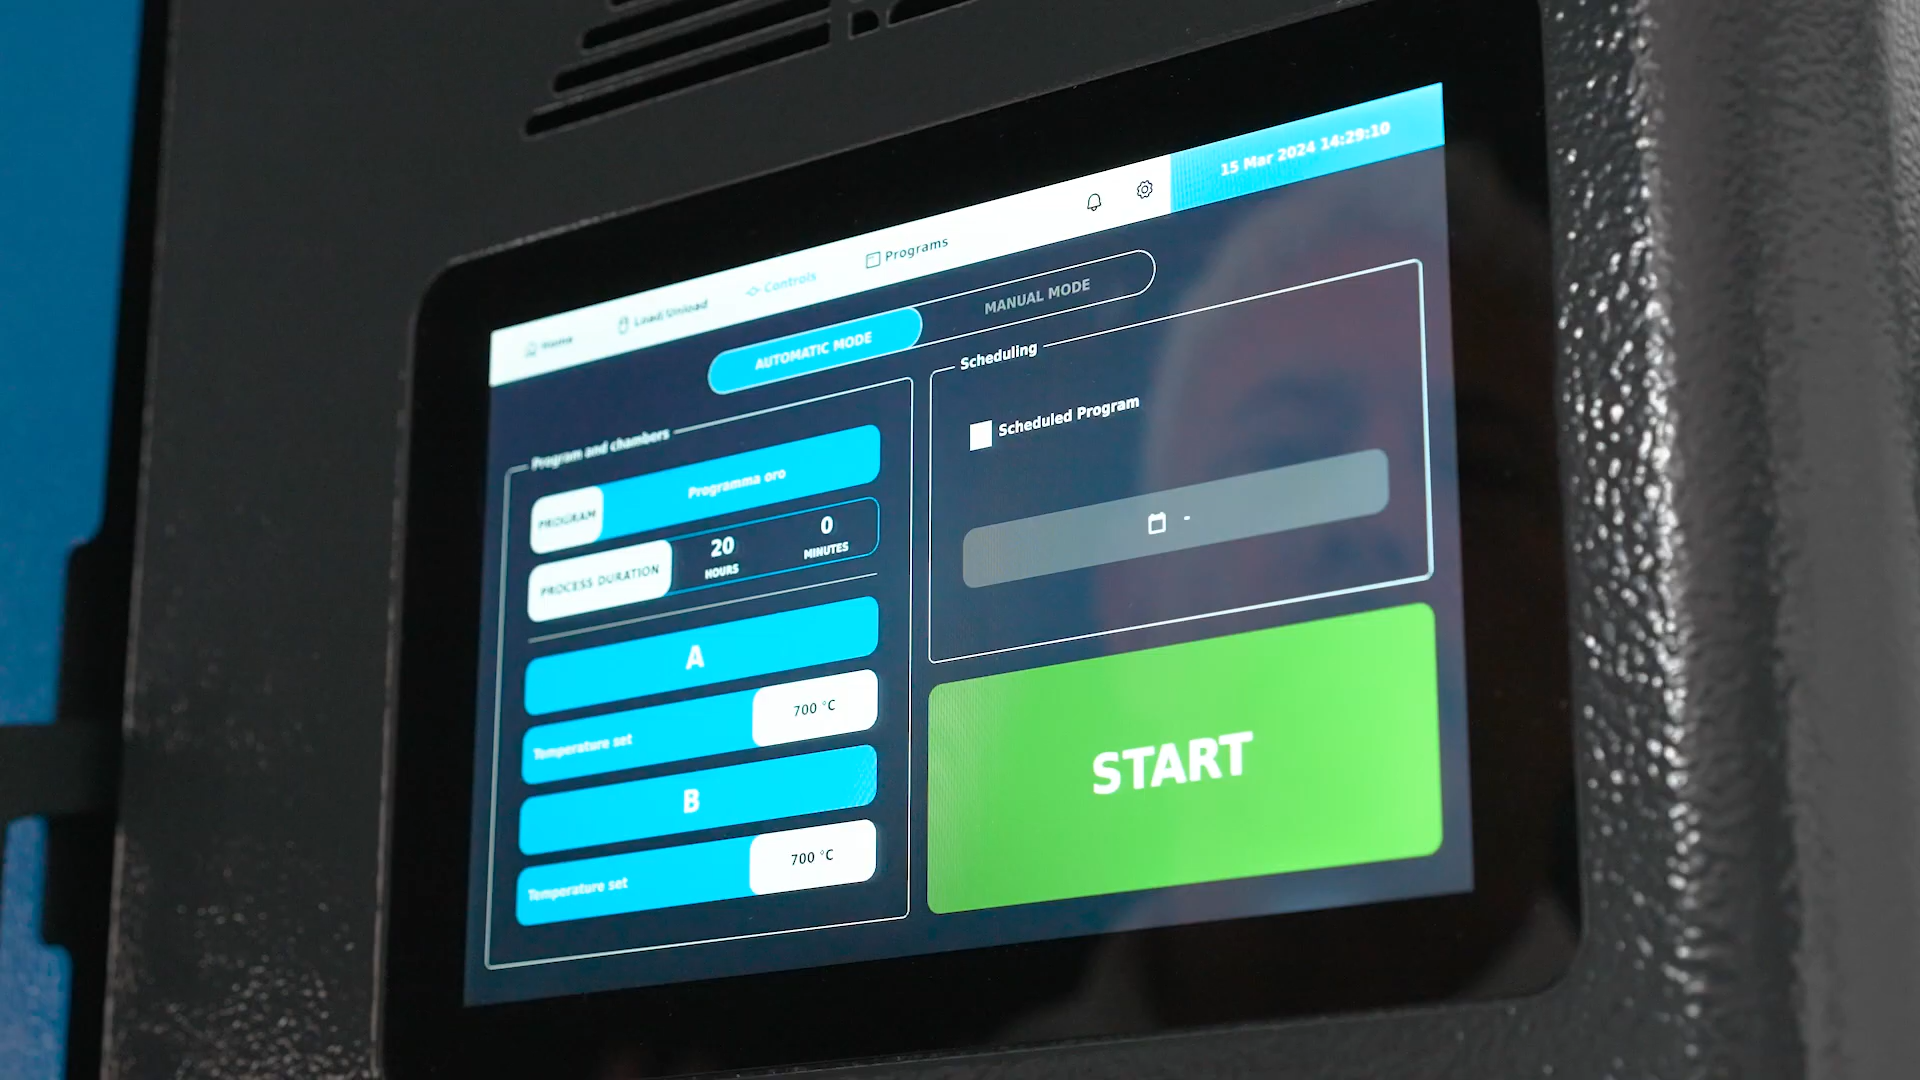 15 Mar 2024 14:29:10
Home
Load/Unload
Controls
Programs
AUTOMATIC MODE
MANUAL MODE
Program and chambers
PROGRAM
Programma oro
PROCESS DURATION
20
HOURS
0
MINUTES
A
Temperature set
700 °C
B
Temperature set
700 °C
Scheduling
Scheduled Program
-
START